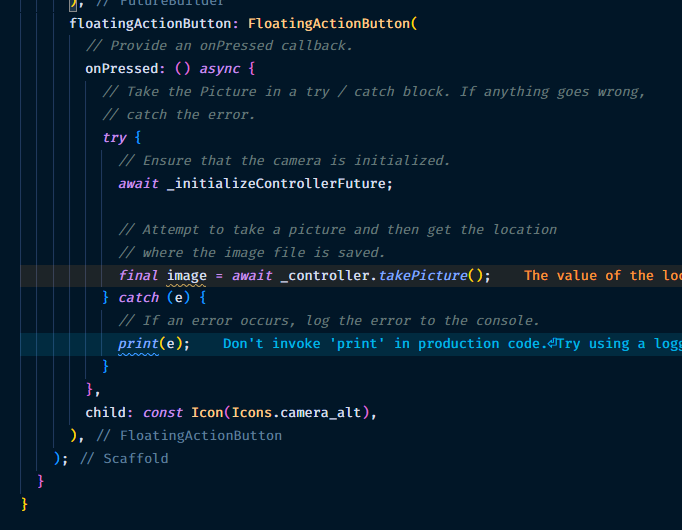 ), // FutureBuilder
floatingActionButton: FloatingActionButton(
// Provide an onPressed callback.
onPressed: () async {
// Take the Picture in a try / catch block. If anything goes wrong,
// catch the error.
try {
// Ensure that the camera is initialized.
await _initializeControllerFuture;
// Attempt to take a picture and then get the location
// where the image file is saved.
final image = await _controller.takePicture(); The value of the loc
} catch (e) {
// If an error occurs, log the error to the console.
print(e); Don't invoke 'print' in production code.⏎Try using a logg
}
},
child: const Icon(Icons.camera_alt),
), // FloatingActionButton
); // Scaffold
}
}